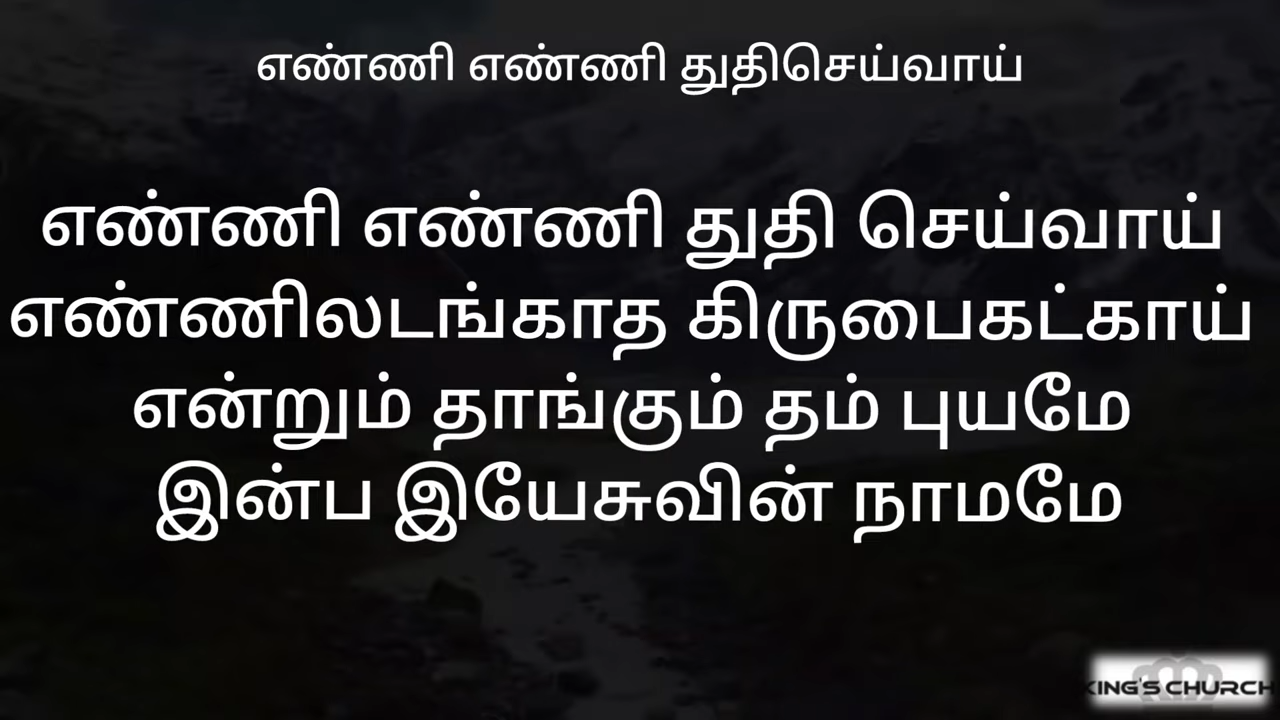 எண்ணி எண்ணி துதிசெய்வாய்
எண்ணி எண்ணி துதி செய்வாய்
எண்ணிலடங்காத கிருபைகட்காய்
என்றும் தாங்கும் தம் புயமே
இன்ப இயேசுவின் நாமமே
KING'S CHURCH